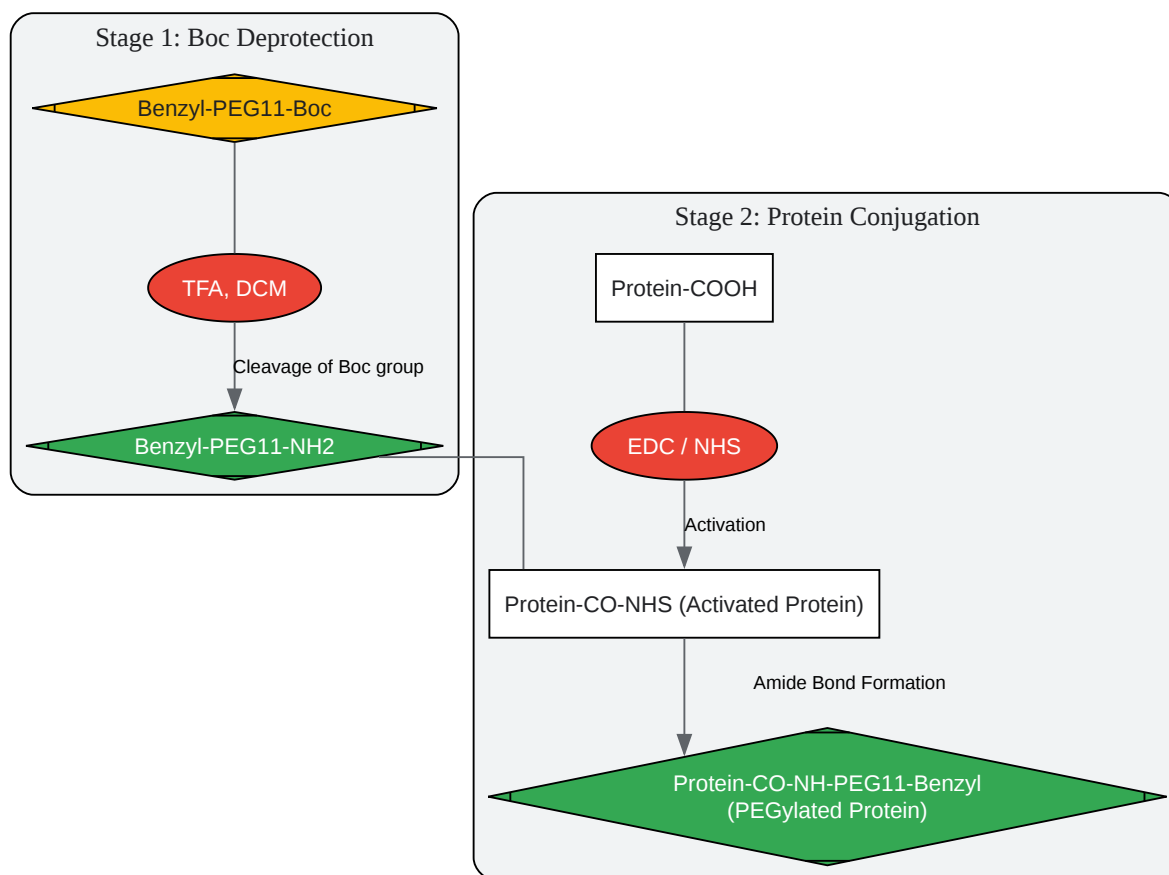 Stage 1: Boc Deprotection
Benzyl-PEG11-Boc
TFA, DCM
Cleavage of Boc group
Benzyl-PEG11-NH2
Stage 2: Protein Conjugation
Protein-COOH
EDC / NHS
Activation
Protein-CO-NHS (Activated Protein)
Amide Bond Formation
Protein-CO-NH-PEG11-Benzyl
(PEGylated Protein)